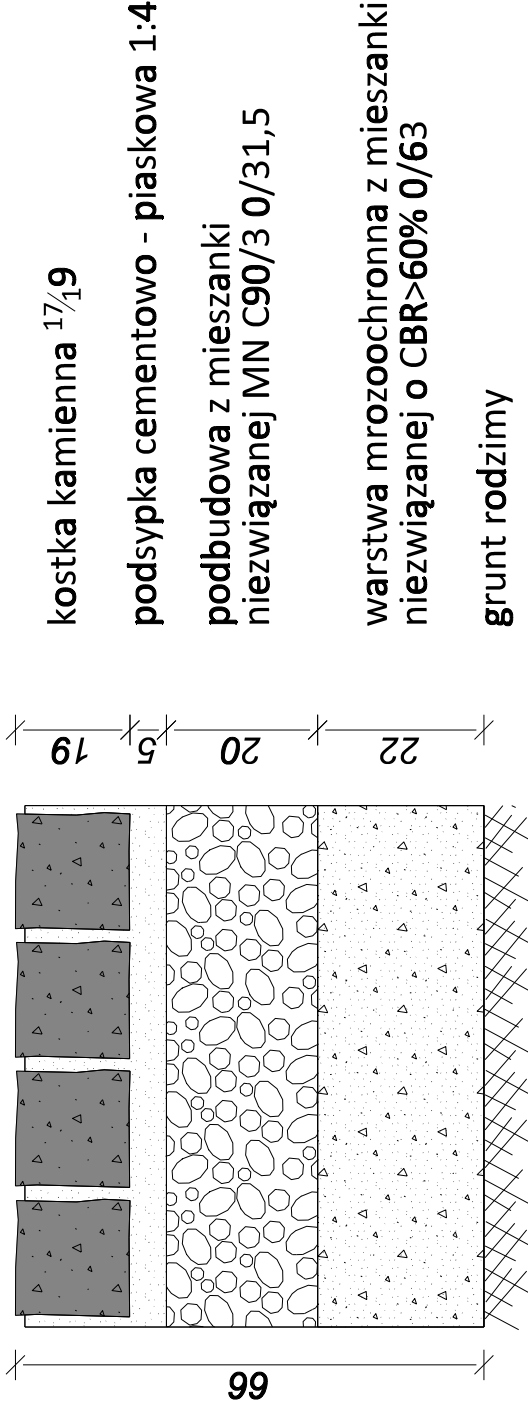 kostka kamienna 17/19
podsypka cementowo - piaskowa 1:4
podbudowa z mieszanki
niezwiązanej MN C90/3 0/31,5
warstwa mrozoochronna z mieszanki
niezwiązanej o CBR>60% 0/63
grunt rodzimy
19
5
20
22
66